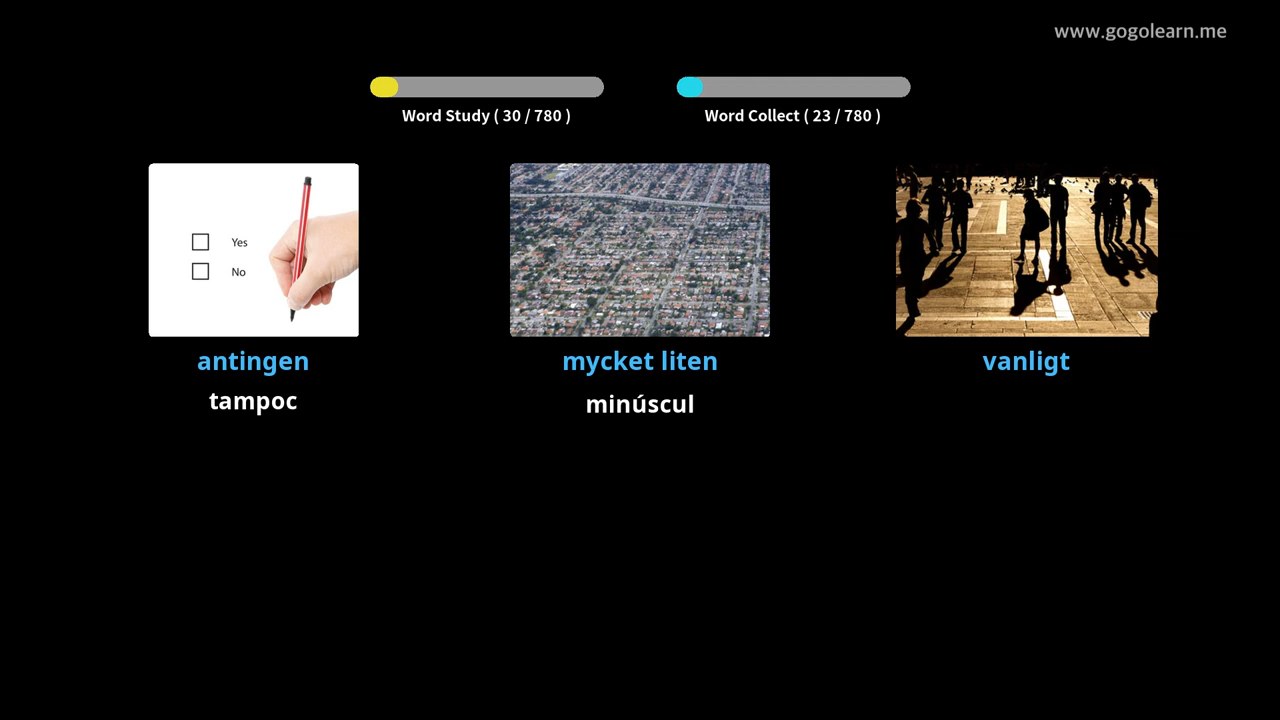 www.gogolearn.me
Word Study ( 30 / 780 )
Word Collect ( 23 / 780 )
Yes
No
antingen
mycket liten
vanligt
tampoc
minúscul